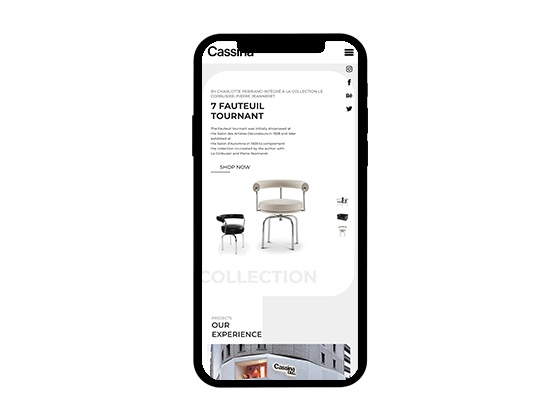 Cassina
BY CHARLOTTE PERRIAND INTÉGRÉ À LA COLLECTION LE
CORBUSIER, PIERRE JEANNERET
7 FAUTEUIL
TOURNANT
The Fauteuil Tournant was initially showcased at
the Salon des Artistes Décorateurs in 1928 and later
exhibited at
the Salon d'Automne in 1929 to complement
the collection co-created by the author with
Le Corbusier and Pierre Jeanneret.
SHOP NOW
COLLECTION
PROJECTS
OUR
EXPERIENCE
Cassina